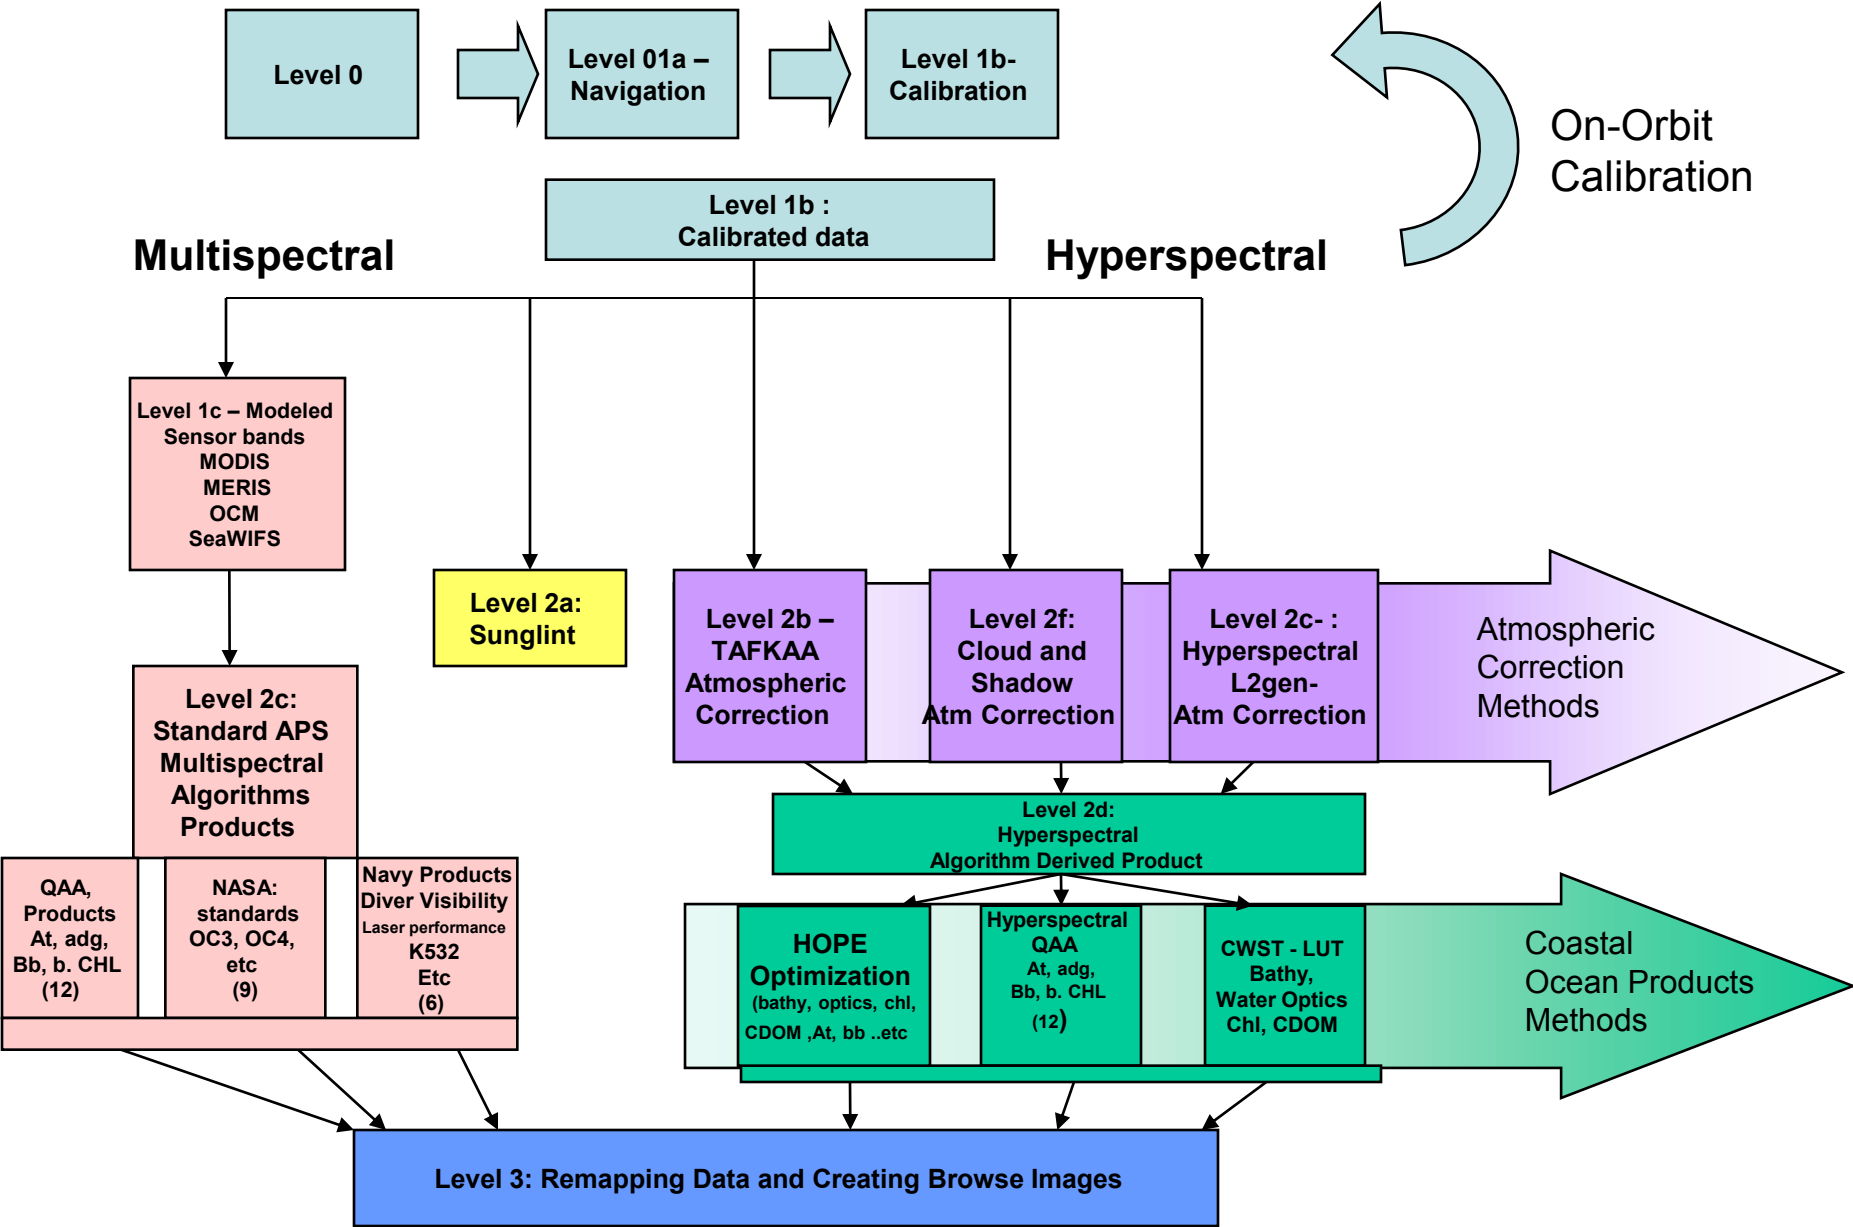 Level 0
Level 01a –
Navigation
Level 1b-
Calibration
On-Orbit
Calibration
Level 1b :
Calibrated data
Multispectral
Hyperspectral
Level 1c – Modeled
Sensor bands
MODIS
MERIS
OCM
SeaWIFS
Level 2a:
Sunglint
Level 2b –
TAFKAA
Atmospheric
Correction
Level 2f:
Cloud and
Shadow
Atm Correction
Level 2c- :
Hyperspectral
L2gen-
Atm Correction
Atmospheric
Correction
Methods
Level 2c:
Standard APS
Multispectral
Algorithms
Products
Level 2d:
Hyperspectral
Algorithm Derived Product
QAA,
Products
At, adg,
Bb, b. CHL
(12)
NASA:
standards
OC3, OC4,
etc
(9)
Navy Products
Diver Visibility
Laser performance
K532
Etc
(6)
HOPE
Optimization
(bathy, optics, chl,
CDOM ,At, bb ..etc
Hyperspectral
QAA
At, adg,
Bb, b. CHL
(12)
CWST - LUT
Bathy,
Water Optics
Chl, CDOM
Coastal
Ocean Products
Methods
Level 3: Remapping Data and Creating Browse Images